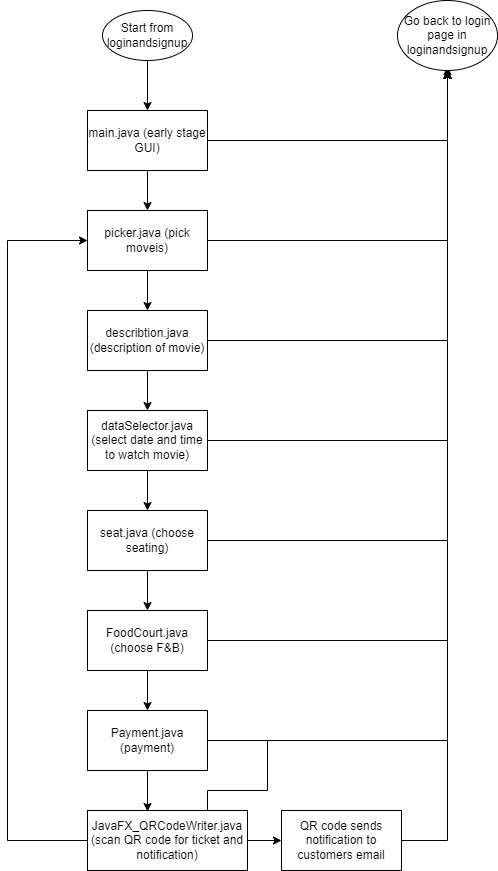 Start from
loginandsignup
Go back to login
page in
loginandsignup
main.java (early stage
GUI)
picker.java (pick
moveis)
describtion.java
(description of movie)
dataSelector.java
(select date and time
to watch movie)
seat.java (choose
seating)
FoodCourt.java
(choose F&B)
Payment.java
(payment)
JavaFX_QRCodeWriter.java
(scan QR code for ticket and
notification)
QR code sends
notification to
customers email